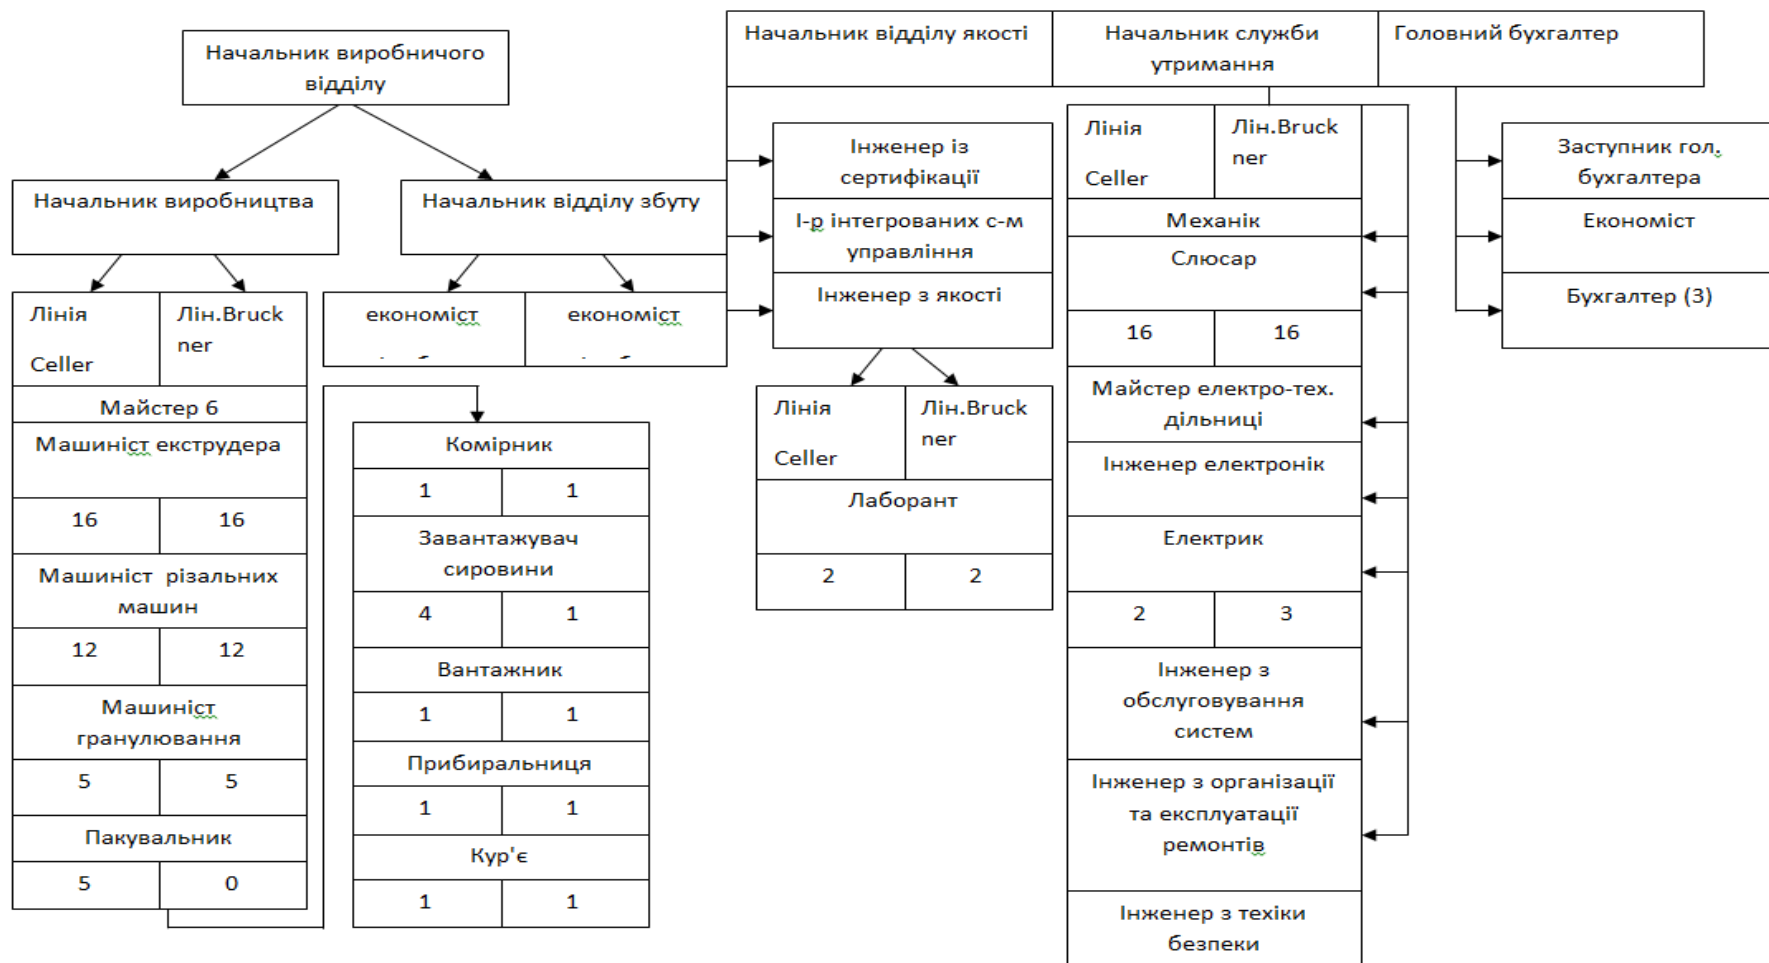 Начальник виробничого
відділу
Начальник відділу якості
Начальник служби
утримання
Головний бухгалтер
Начальник виробництва
Начальник відділу збуту
Лінія
Celler
Лін.Bruck
ner
Майстер 6
Машиніст екструдера
16
16
Машиніст різальних
машин
12
12
Машиніст
гранулювання
5
5
Пакувальник
5
0
економіст
економіст
Комірник
1
1
Завантажувач
сировини
4
1
Вантажник
1
1
Прибиральниця
1
1
Кур'є
1
1
Інженер із
сертифікації
І-р інтегрованих с-м
управління
Інженер з якості
Лінія
Celler
Лін.Bruck
ner
Лаборант
2
2
Лінія
Celler
Лін.Bruck
ner
Механік
Слюсар
16
16
Майстер електро-тех.
дільниці
Інженер електронік
Електрик
2
3
Інженер з
обслуговування
систем
Інженер з організації
та експлуатації
ремонтів
Інженер з техіки
безпеки
Заступник гол.
бухгалтера
Економіст
Бухгалтер (3)